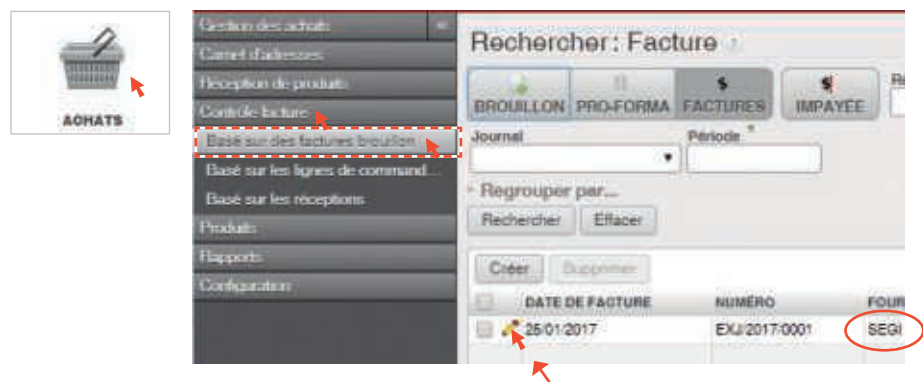 ACHATS
Gestion des achats
Carnet d'adresses
Réception de produits
Contrôle facture
Basé sur des factures brouillon
Basé sur les lignes de command...
Basé sur les réceptions
Produits
Rapports
Configuration
Rechercher : Facture ?
BROUILLON PRO-FORMA FACTURES IMPAYÉE
Journal Période ?
Regrouper par...
Rechercher Effacer
Créer Supprimer
DATE DE FACTURE NUMÉRO FOUR
25/01/2017 EXJ/2017/0001 SEGI